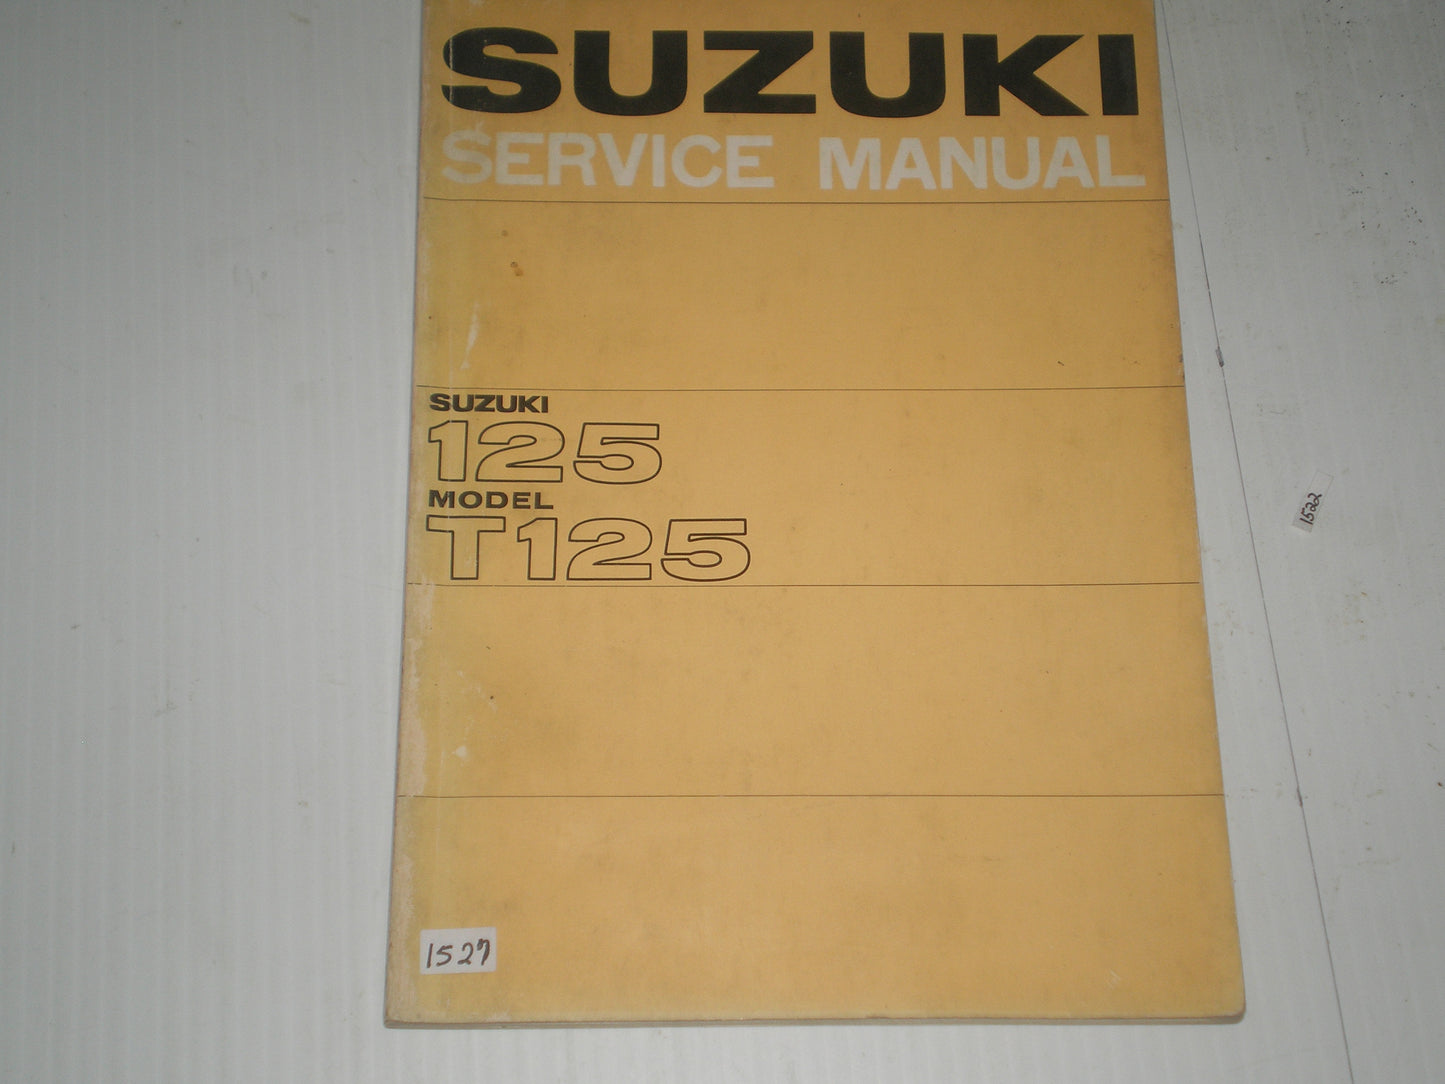 SUZUKI
SERVICE MANUAL
SUZUKI
125
MODEL
T125
1522
1527